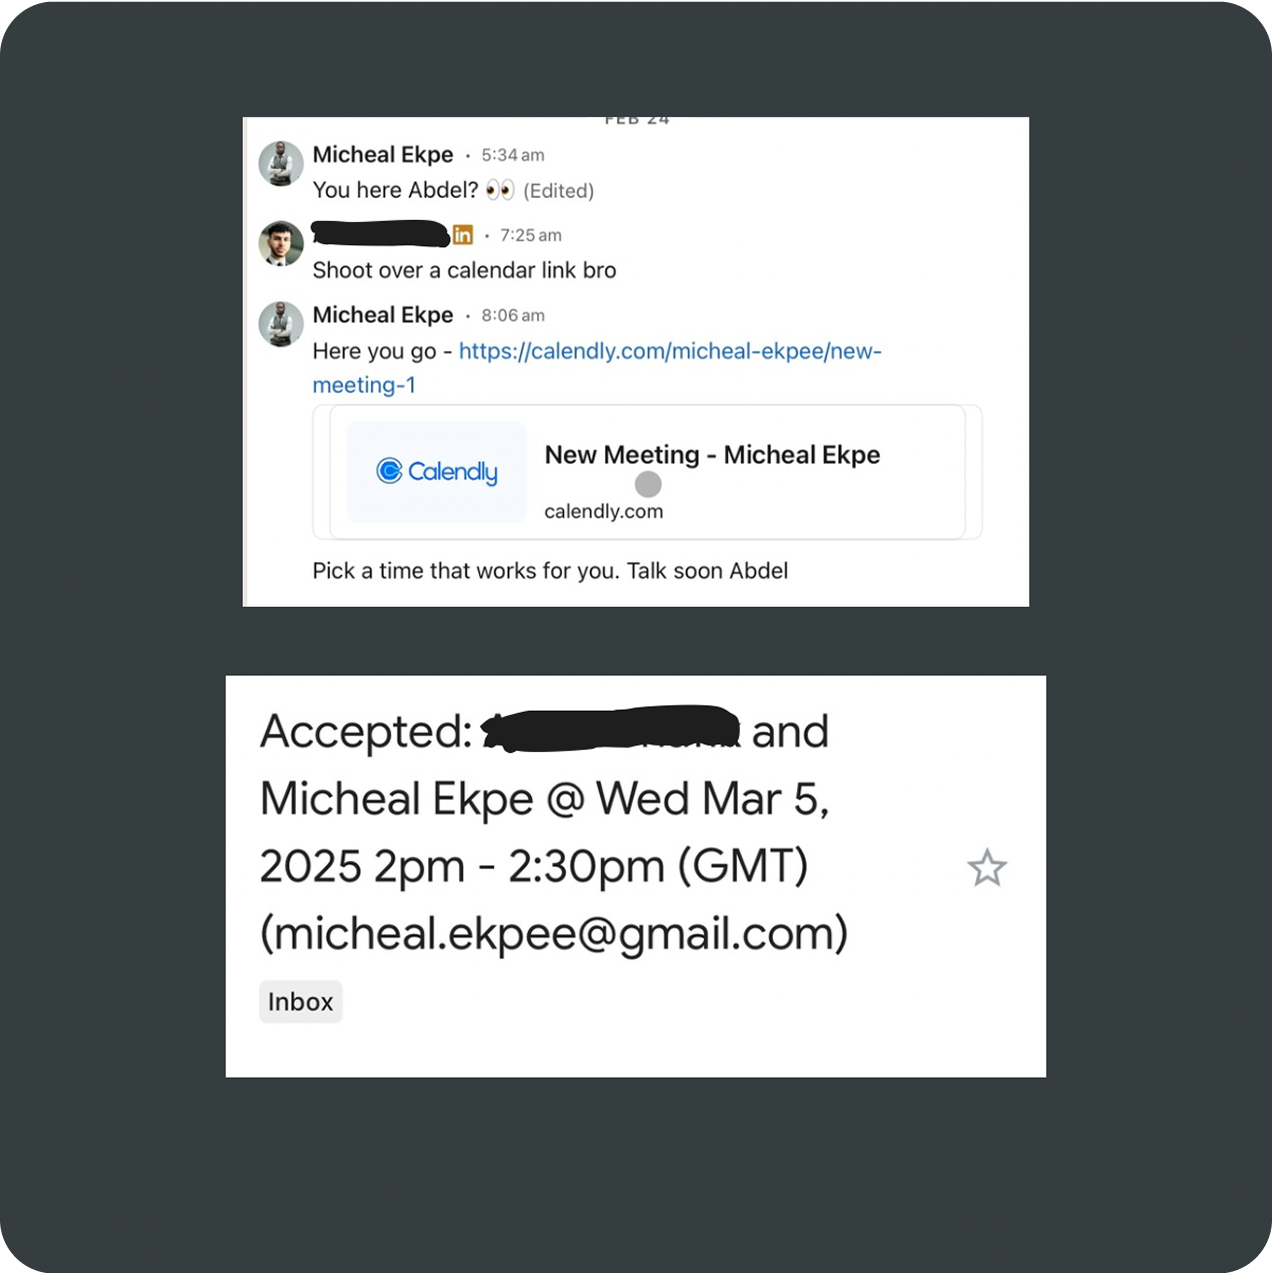 FEB 24
Micheal Ekpe · 5:34 am
You here Abdel? 👀 (Edited)
in · 7:25 am
Shoot over a calendar link bro
Micheal Ekpe · 8:06 am
Here you go - https://calendly.com/micheal-ekpee/new-
meeting-1
Calendly
New Meeting - Micheal Ekpe
calendly.com
Pick a time that works for you. Talk soon Abdel
Accepted: and
Micheal Ekpe @ Wed Mar 5,
2025 2pm - 2:30pm (GMT)
(micheal.ekpee@gmail.com)
Inbox